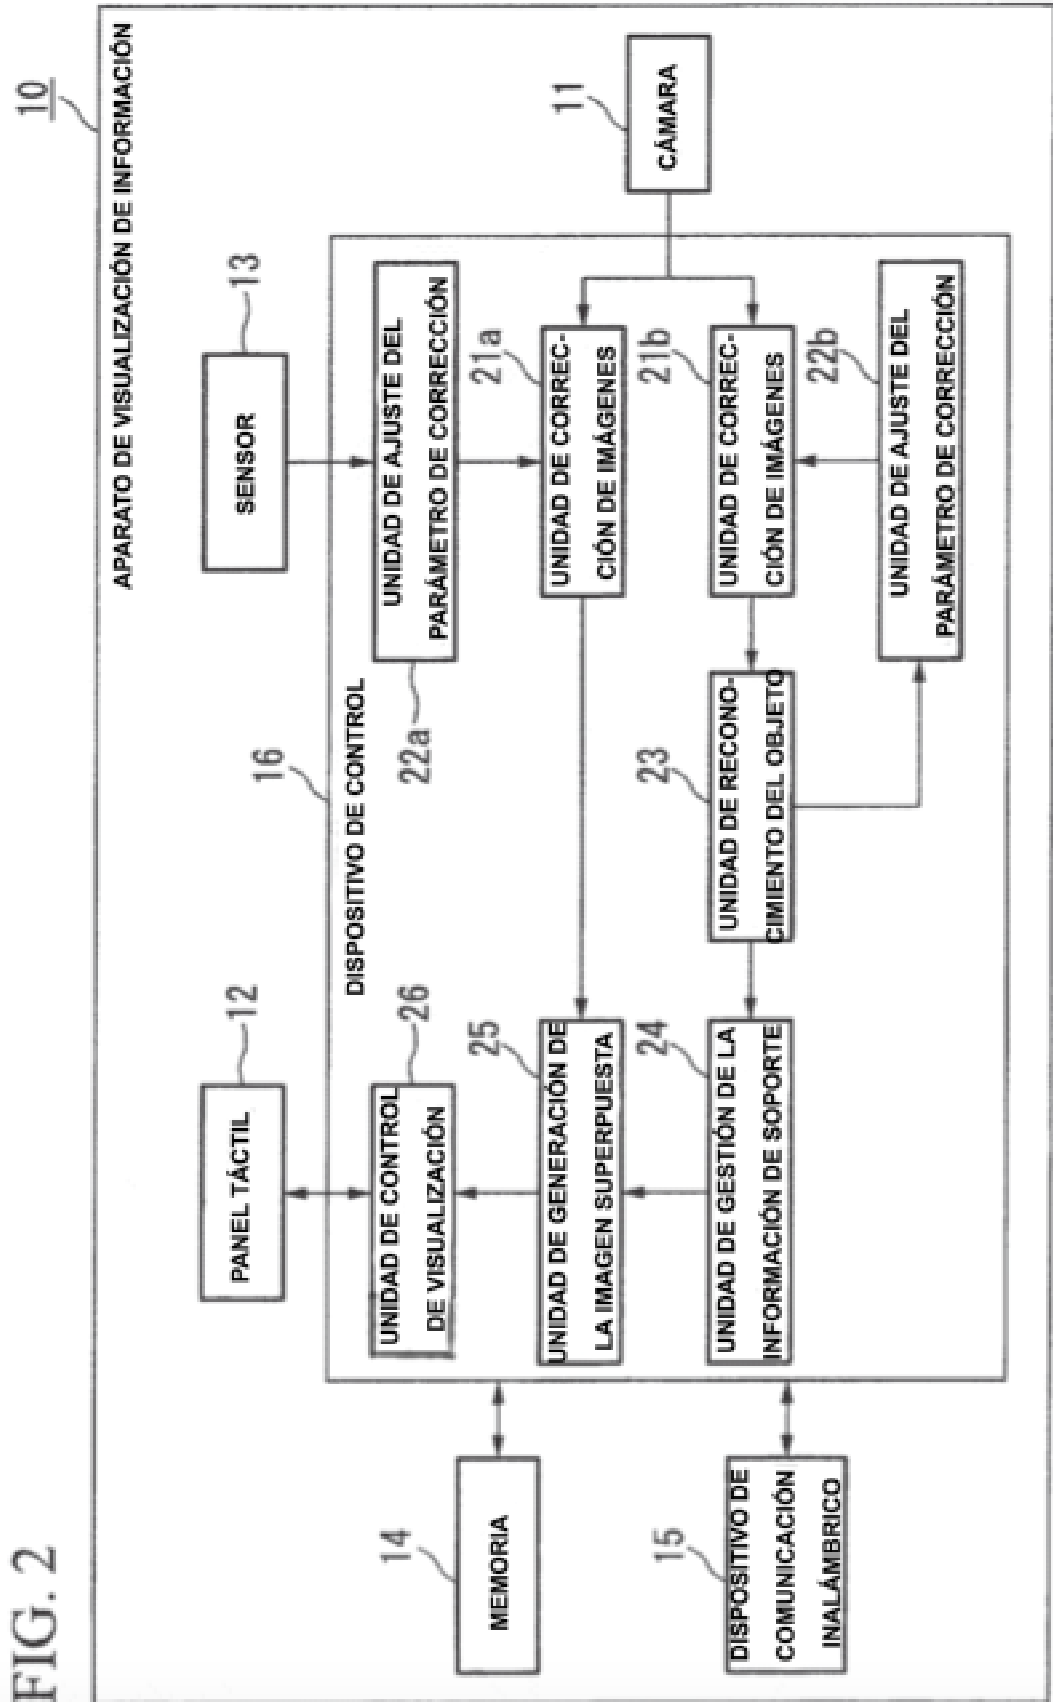 FIG. 2
10
APARATO DE VISUALIZACIÓN DE INFORMACIÓN
12
PANEL TÁCTIL
13
SENSOR
16
DISPOSITIVO DE CONTROL
26
UNIDAD DE CONTROL
DE VISUALIZACIÓN
UNIDAD DE AJUSTE DEL
PARÁMETRO DE CORRECCIÓN
22a
14
MEMORIA
25
UNIDAD DE GENERACIÓN DE
LA IMAGEN SUPERPUESTA
21a
UNIDAD DE CORREC-
CIÓN DE IMÁGENES
11
CÁMARA
15
DISPOSITIVO DE
COMUNICACIÓN
INALÁMBRICO
24
UNIDAD DE GESTIÓN DE LA
INFORMACIÓN DE SOPORTE
23
UNIDAD DE RECONO-
CIMIENTO DEL OBJETO
21b
UNIDAD DE CORREC-
CIÓN DE IMÁGENES
22b
UNIDAD DE AJUSTE DEL
PARÁMETRO DE CORRECCIÓN